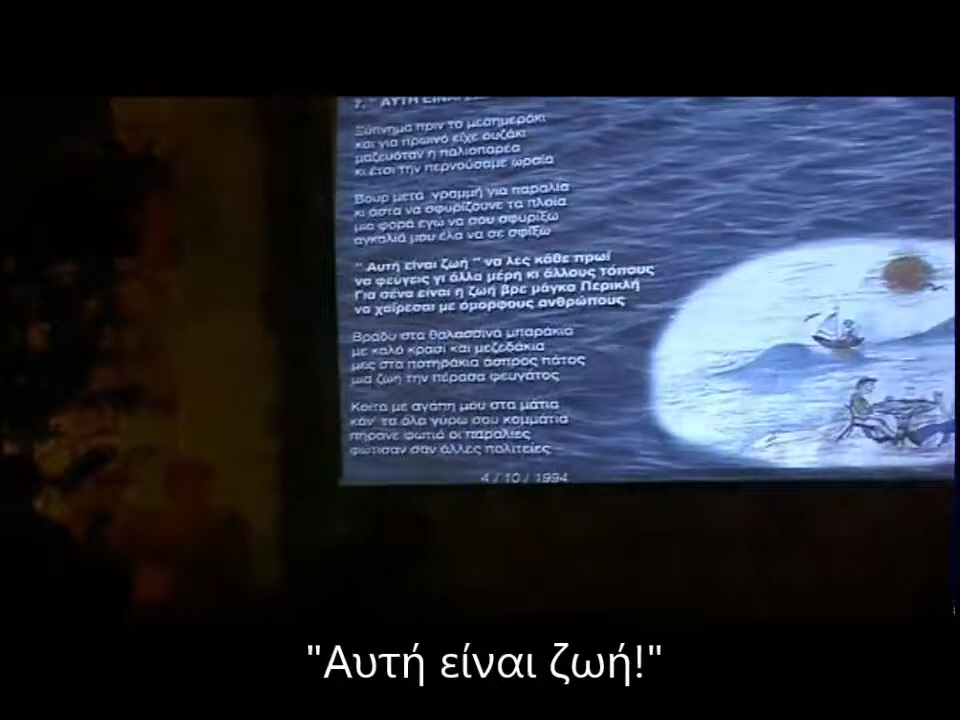 7. " ΑΥΤΗ ΕΙΝΑΙ
Ξύπνημα πριν το μεσημεράκι
και για πρωινό είχε ουζάκι
μαζευόταν η παλιοπαρέα
κι έτσι την περνούσαμε ωραία
Βουρ μετά γραμμή για παραλία
κι άστα να σφυρίζουνε τα πλοία
μια φορά εγώ να σου σφυρίξω
αγκαλιά μου έλα να σε σφίξω
" Αυτή είναι ζωή " να λες κάθε πρωί
να φεύγεις γι άλλα μέρη κι άλλους τόπους
Για σένα είναι η ζωή βρε μάγκα Περικλή
να χαίρεσαι με όμορφους ανθρώπους
Βράδυ στα θαλασσινά μπαράκια
με καλό κρασί και μεζεδάκια
μες στα ποτηράκια άσπρος πάτος
μια ζωή την πέρασα φευγάτος
Κοίτα με αγάπη μου στα μάτια
κάν' τα όλα γύρω σου κομμάτια
πήρανε φωτιά οι παραλίες
φώτισαν σαν άλλες πολιτείες
4 / 10 / 1994
"Αυτή είναι ζωή!"